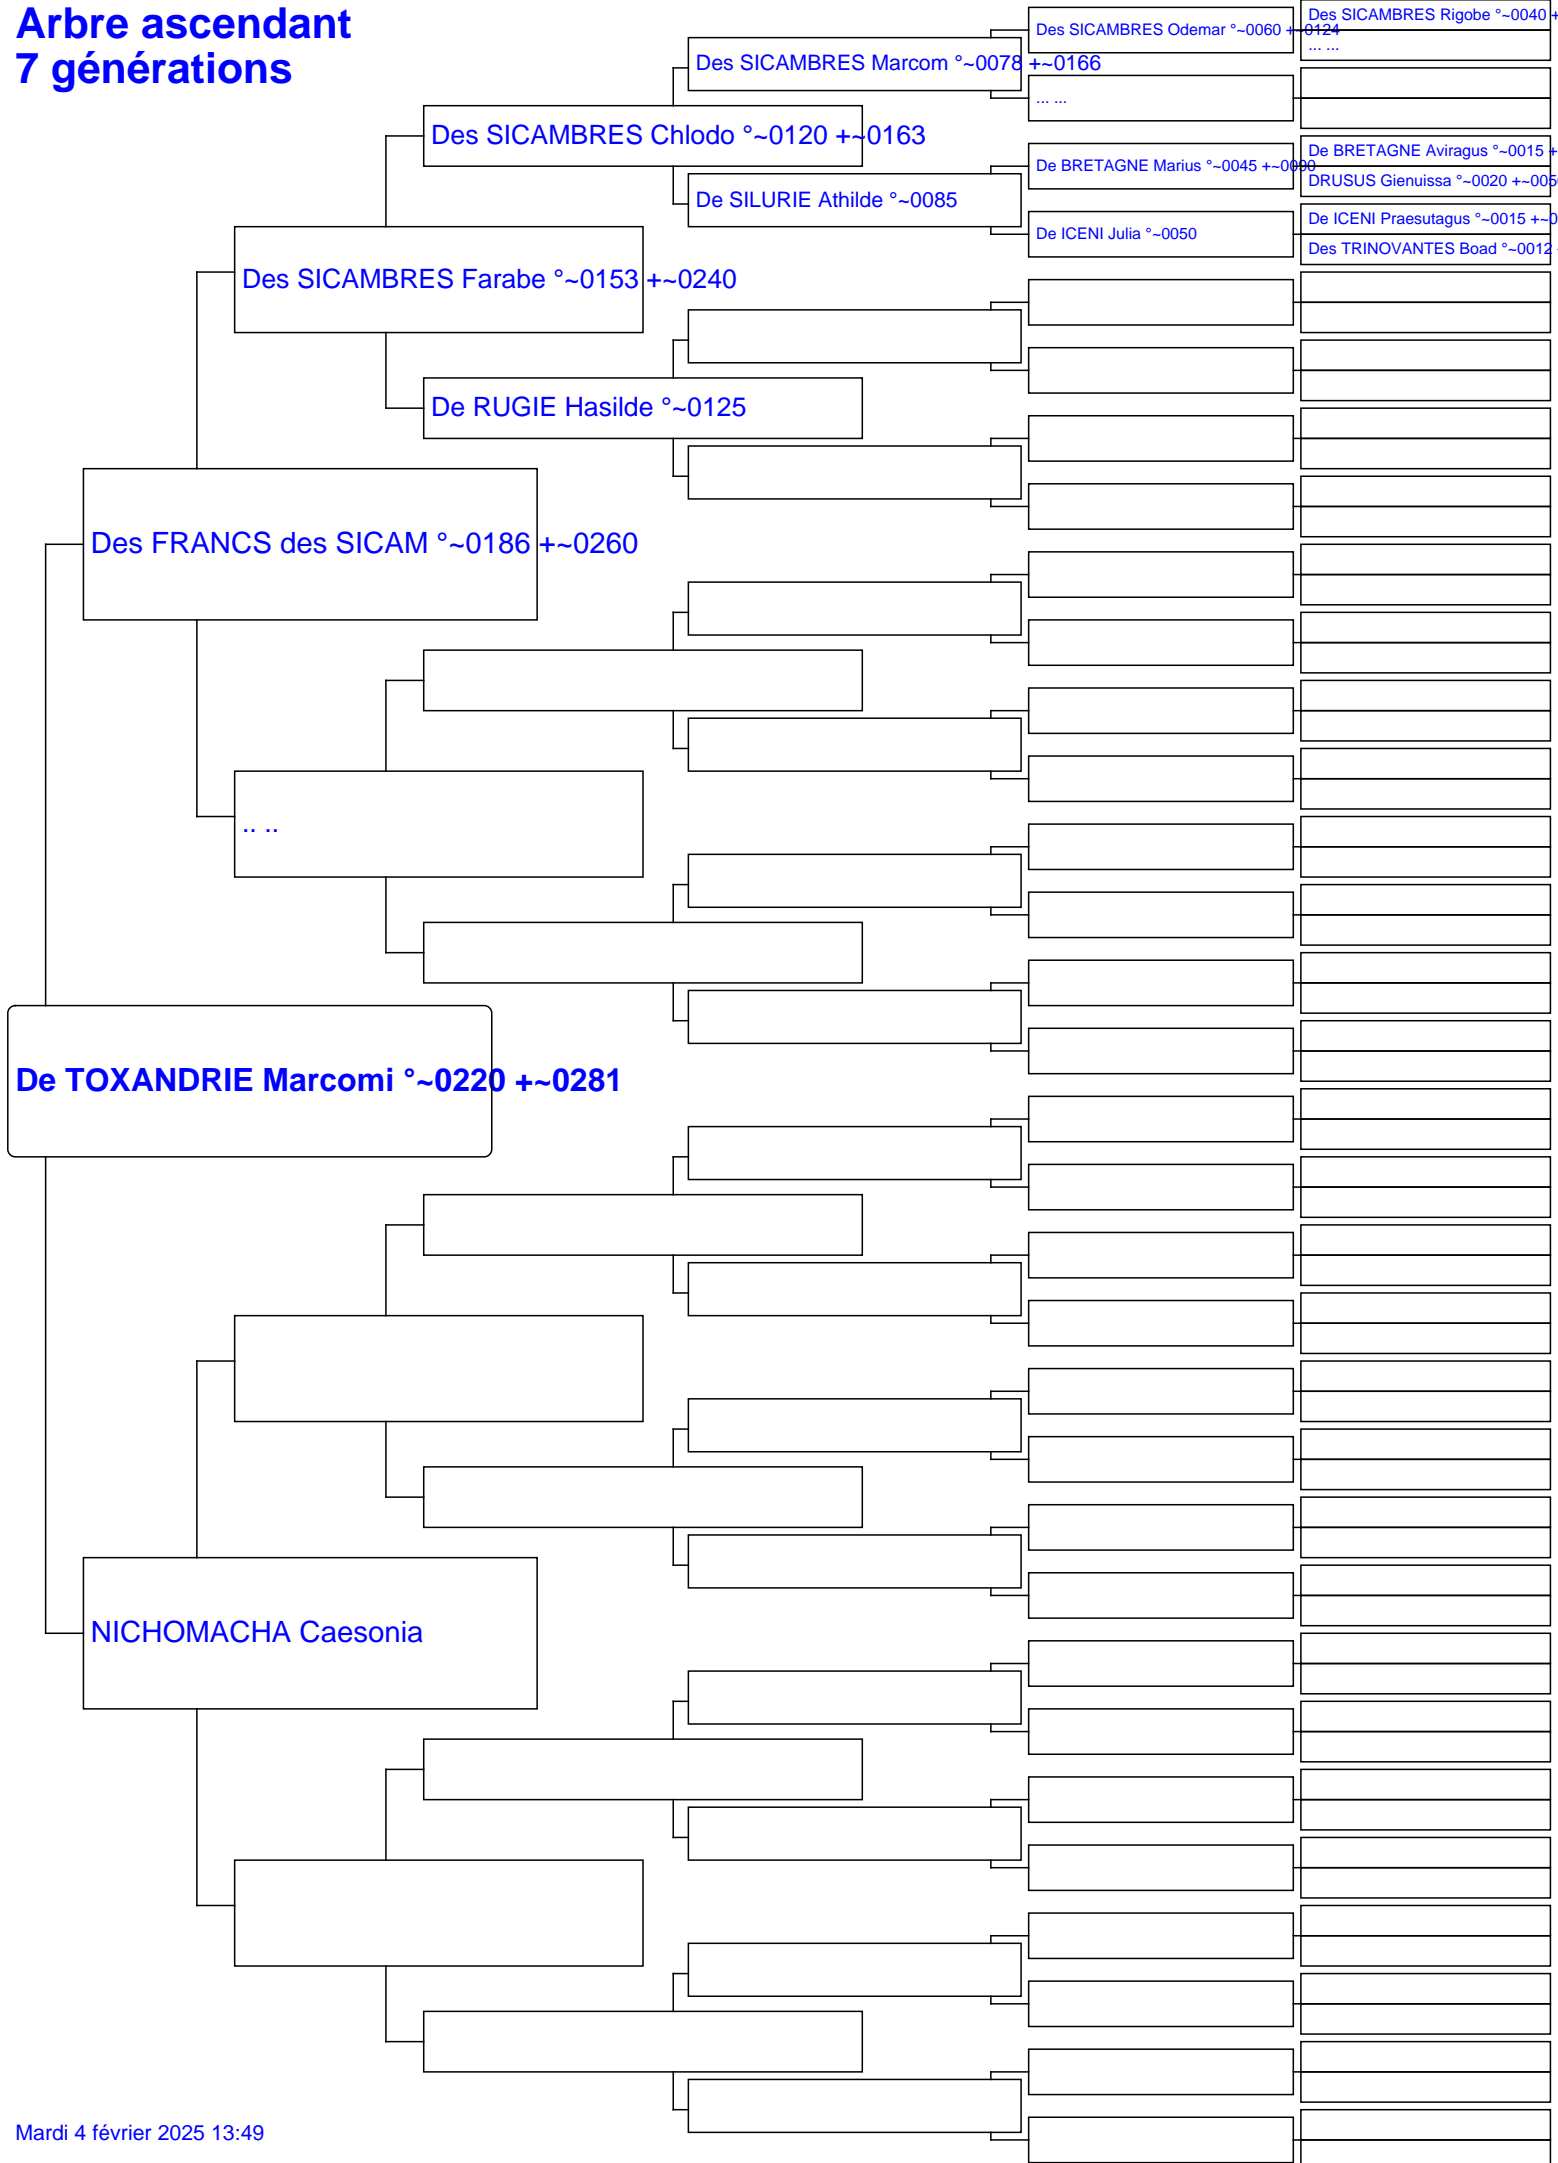 Arbre ascendant
7 générations
Des SICAMBRES Rigobe °~0040 +
Des SICAMBRES Odemar °~0060 +~0124
... ...
Des SICAMBRES Marcom °~0078 +~0166
... ...
Des SICAMBRES Chlodo °~0120 +~0163
De BRETAGNE Aviragus °~0015 +
De BRETAGNE Marius °~0045 +~0090
DRUSUS Gienuissa °~0020 +~005
De SILURIE Athilde °~0085
De ICENI Praesutagus °~0015 +~0
De ICENI Julia °~0050
Des TRINOVANTES Boad °~0012
Des SICAMBRES Farabe °~0153 +~0240
De RUGIE Hasilde °~0125
Des FRANCS des SICAM °~0186 +~0260
.. ..
De TOXANDRIE Marcomi °~0220 +~0281
NICHOMACHA Caesonia
Mardi 4 février 2025 13:49